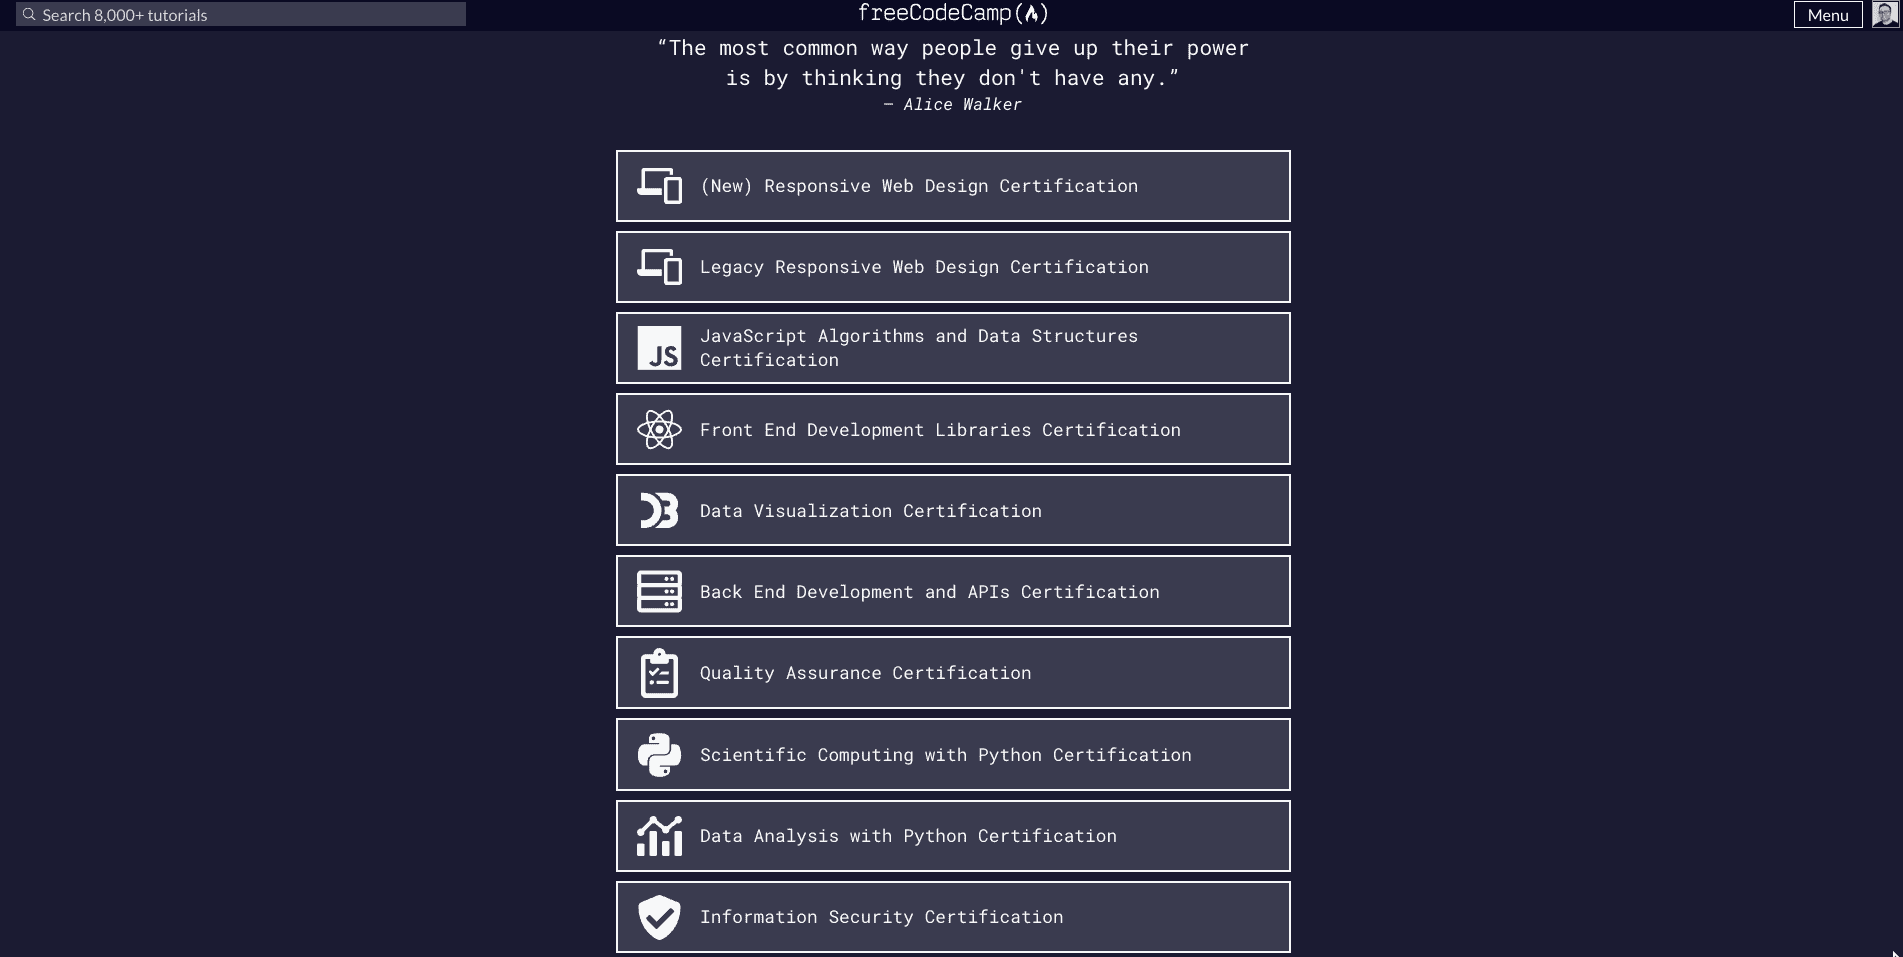 Search 8,000+ tutorials
freeCodeCamp(🔥)
Menu
“The most common way people give up their power
is by thinking they don't have any.”
— Alice Walker
(New) Responsive Web Design Certification
Legacy Responsive Web Design Certification
JS
JavaScript Algorithms and Data Structures
Certification
Front End Development Libraries Certification
Data Visualization Certification
Back End Development and APIs Certification
Quality Assurance Certification
Scientific Computing with Python Certification
Data Analysis with Python Certification
Information Security Certification